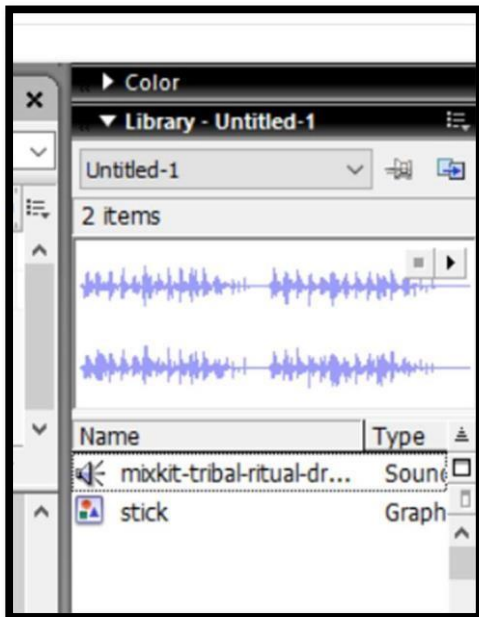 Color
Library - Untitled-1
Untitled-1
2 items
Name Type
mixkit-tribal-ritual-dr... Soun
stick Graph